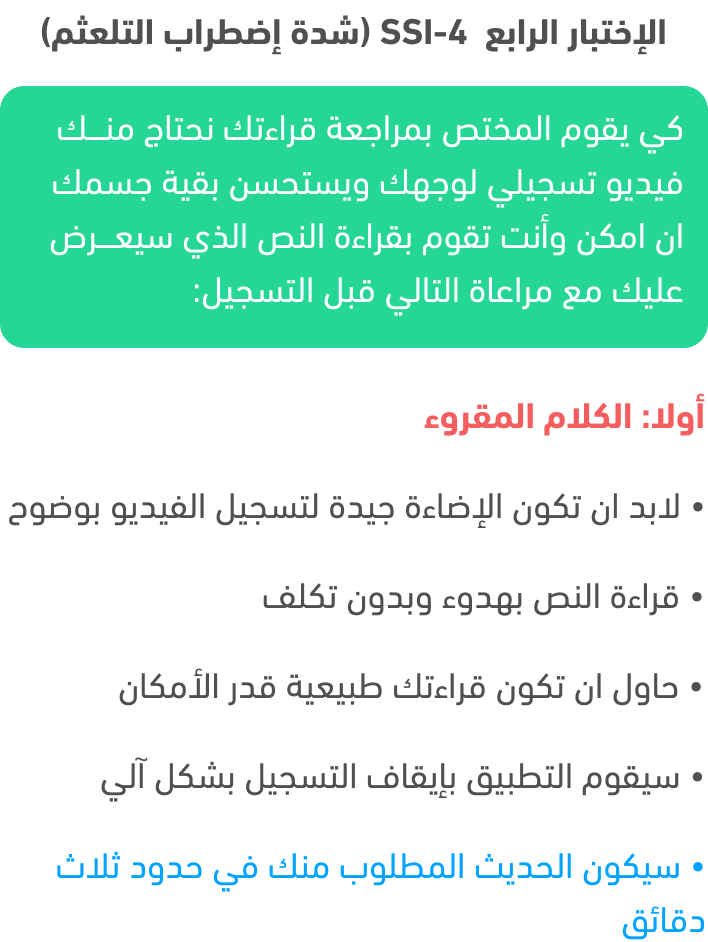 الإختبار الرابع SSI-4 (شدة إضطراب التلعثم)
كي يقوم المختص بمراجعة قراءتك نحتاج منـــك
فيديو تسجيلي لوجهك ويستحسن بقية جسمك
ان امكن وأنت تقوم بقراءة النص الذي سيعـــرض
عليك مع مراعاة التالي قبل التسجيل:
أولا: الكلام المقروء
• لابد ان تكون الإضاءة جيدة لتسجيل الفيديو بوضوح
• قراءة النص بهدوء وبدون تكلف
• حاول ان تكون قراءتك طبيعية قدر الأمكان
• سيقوم التطبيق بإيقاف التسجيل بشكل آلي
• سيكون الحديث المطلوب منك في حدود ثلاث
دقائق